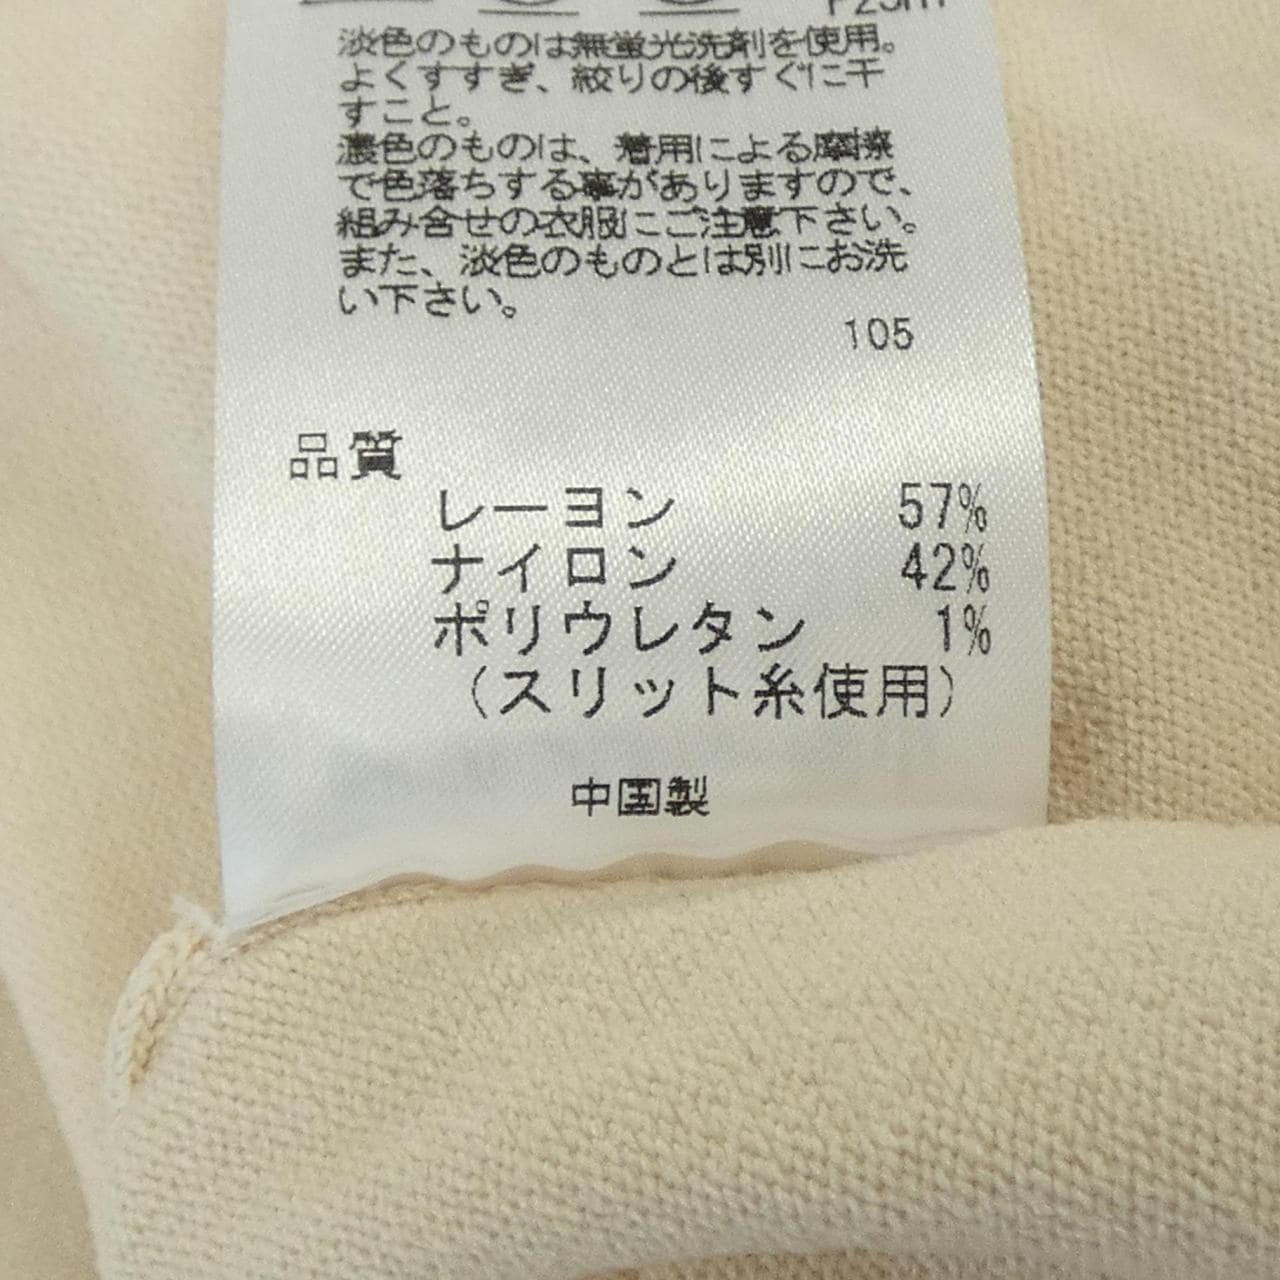 淡色のものは無蛍光洗剤を使用。
よくすすぎ、絞りの後すぐに干
すこと。
濃色のものは、着用による摩擦
で色落ちする事がありますので、
組み合せの衣服にご注意下さい。
また、淡色のものとは別にお洗
い下さい。
105
品質
レーヨン 57%
ナイロン 42%
ポリウレタン 1%
(スリット糸使用)
中国製